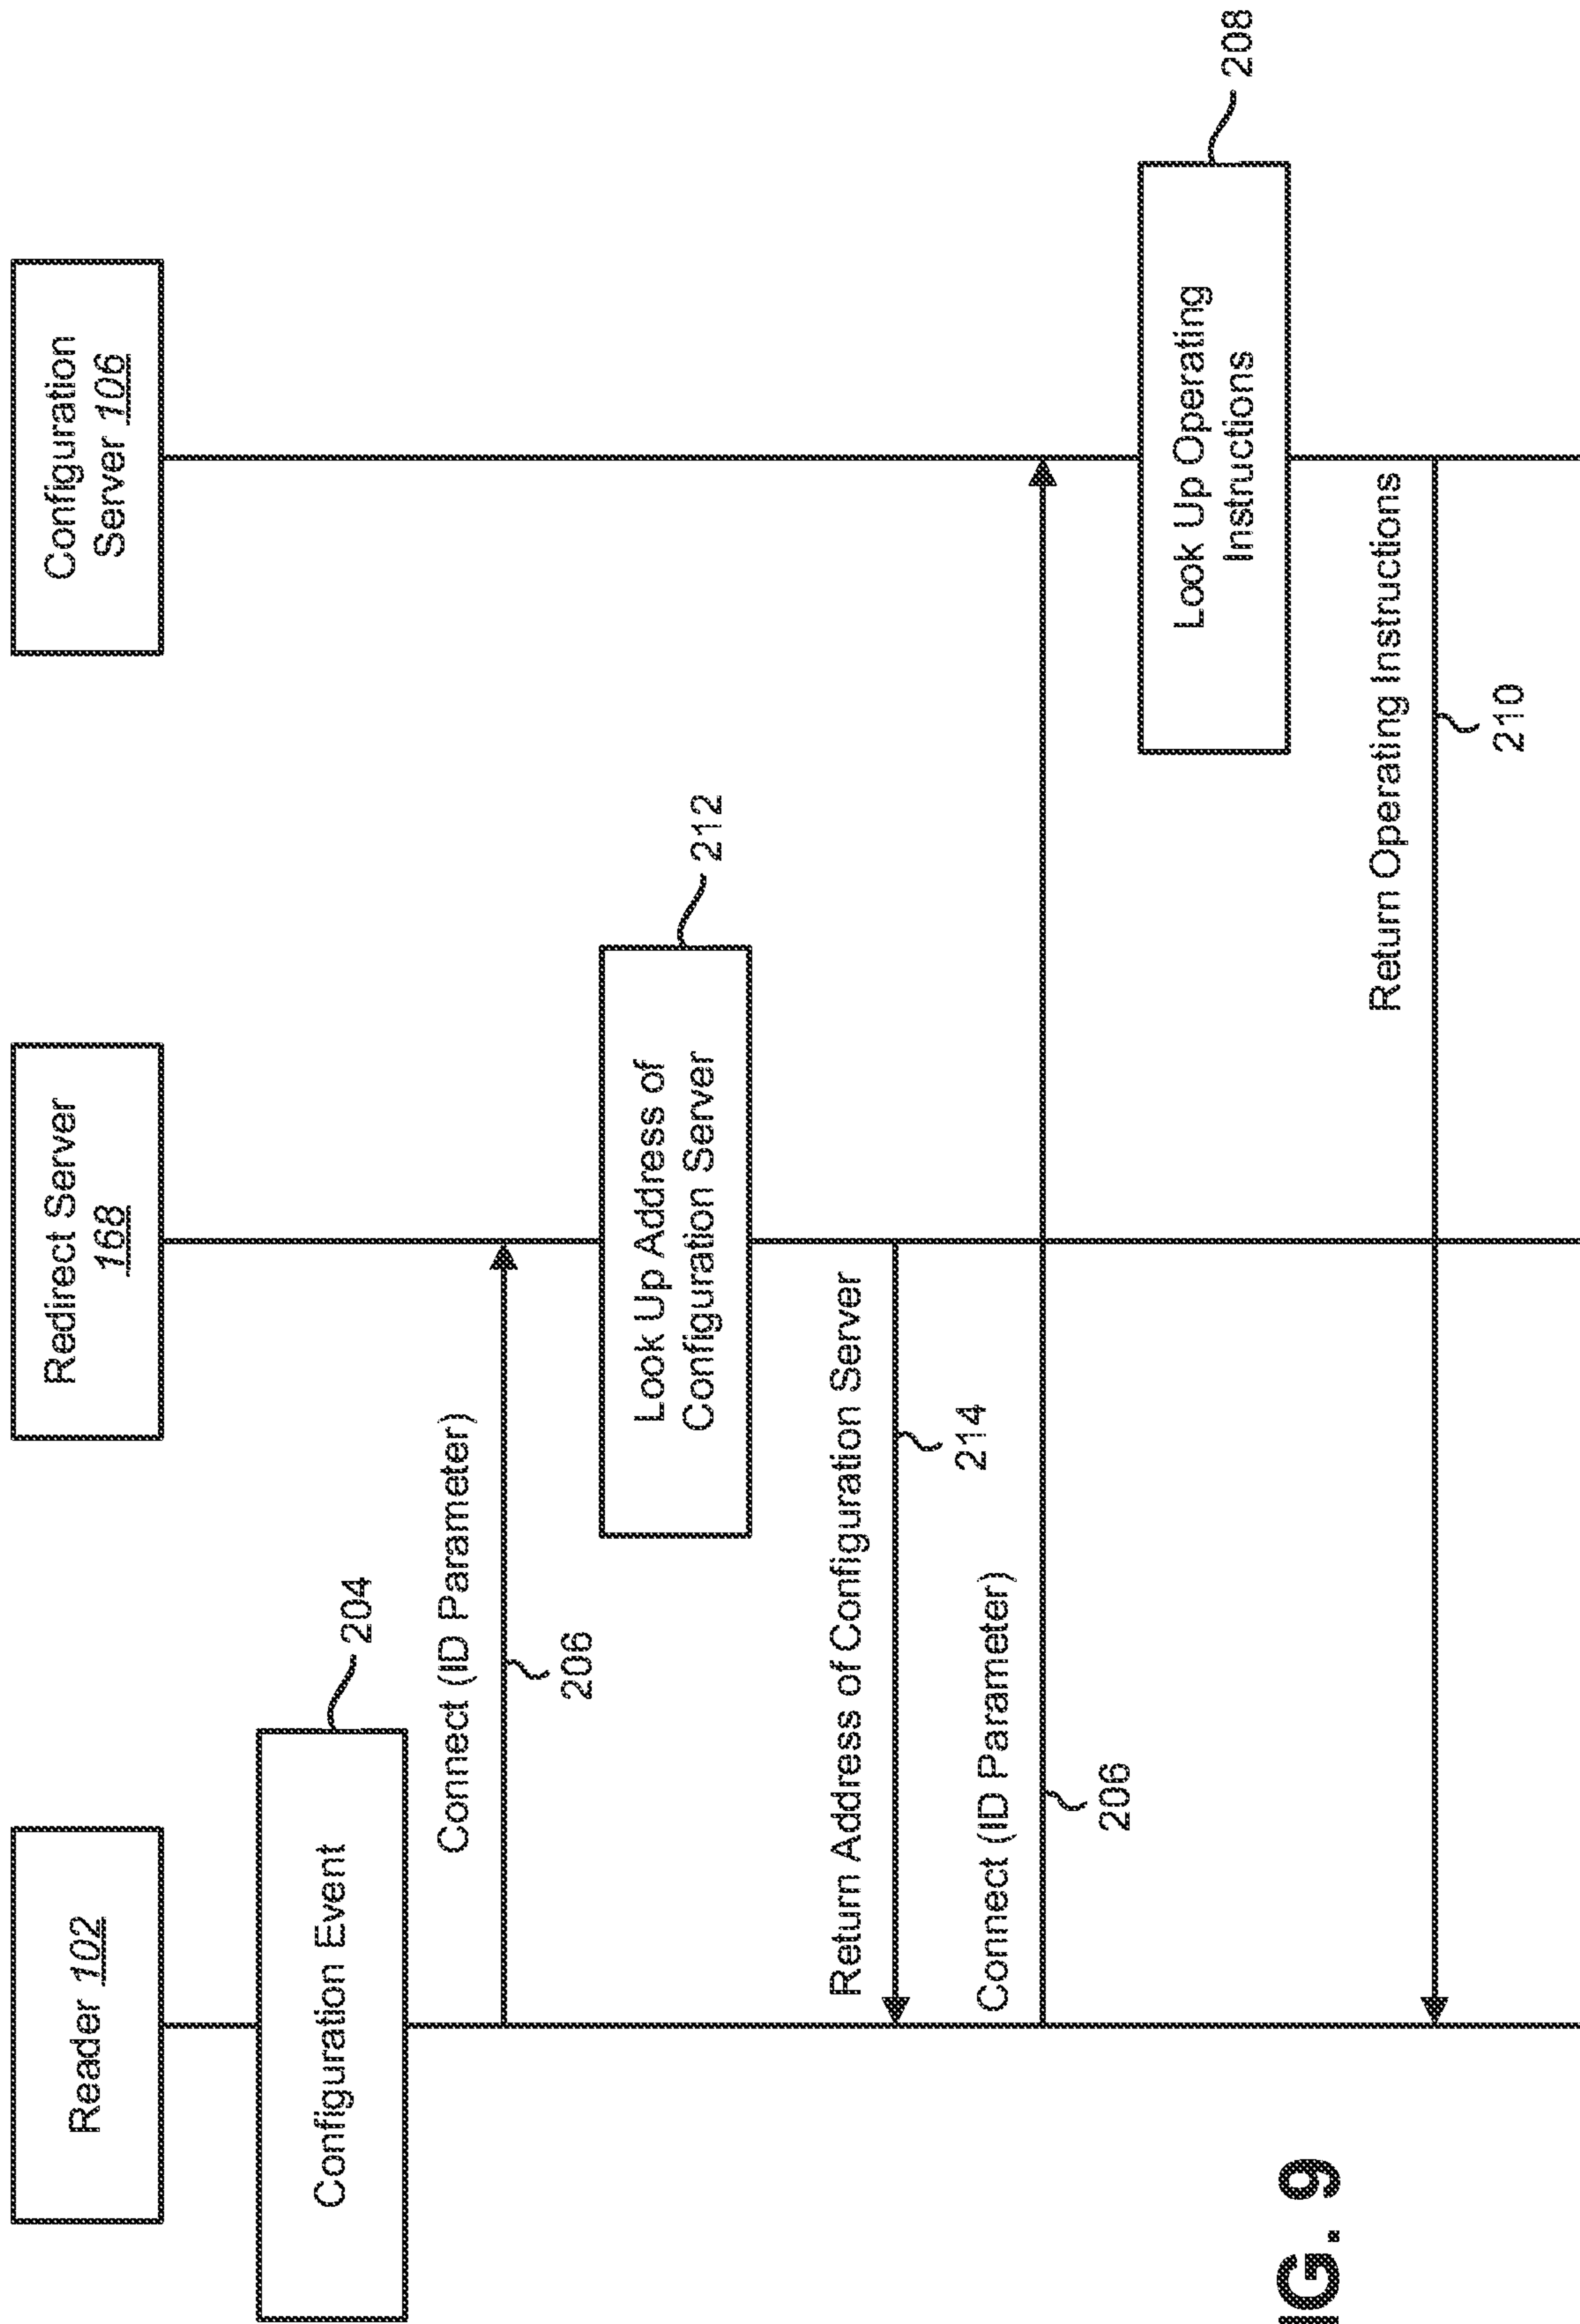 Reader 102
Redirect Server
168
Configuration
Server 106
Configuration Event
204
Connect (ID Parameter)
206
Look Up Address of
Configuration Server
212
Return Address of Configuration Server
214
Connect (ID Parameter)
206
Look Up Operating
Instructions
208
Return Operating Instructions
210
IG. 9